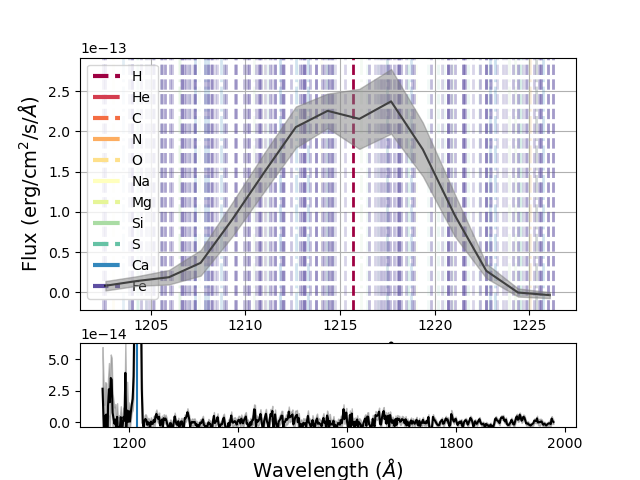 1e−13
Flux (erg/cm²/s/Å)
2.5
2.0
1.5
1.0
0.5
0.0
H
He
C
N
O
Na
Mg
Si
S
Ca
Fe
1205 1210 1215 1220 1225
1e−14
5.0
2.5
0.0
1200 1400 1600 1800 2000
Wavelength (Å)